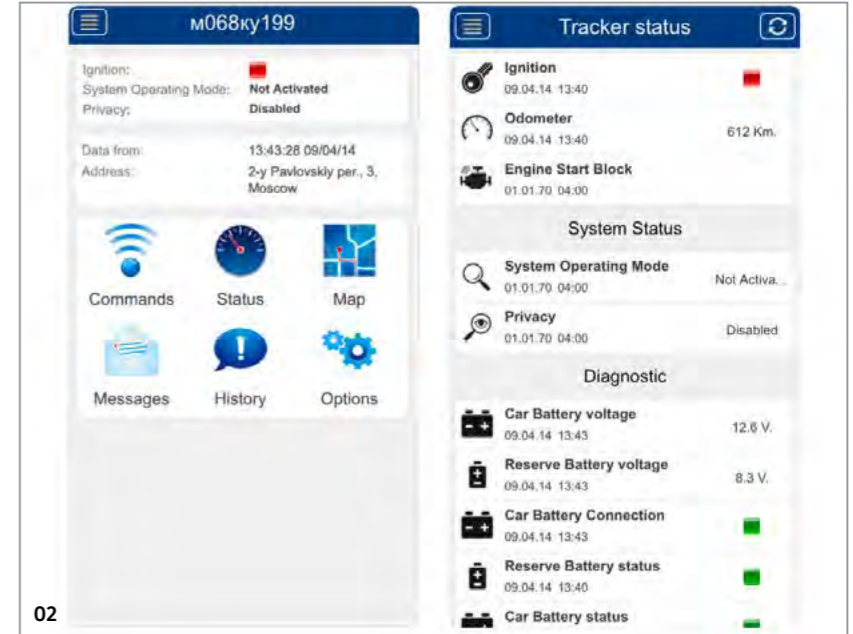 м068ку199
Ignition:
System Operating Mode: Not Activated
Privacy: Disabled
Data from: 13:43:28 09/04/14
Address: 2-y Pavlovskiy per., 3,
Moscow
Commands Status Map
Messages History Options
Tracker status
Ignition
09.04.14 13:40
Odometer
09.04.14 13:40
612 Km.
Engine Start Block
01.01.70 04:00
System Status
System Operating Mode
01.01.70 04:00
Not Activa...
Privacy
01.01.70 04:00
Disabled
Diagnostic
Car Battery voltage
09.04.14 13:43
12.6 V.
Reserve Battery voltage
09.04.14 13:43
8.3 V.
Car Battery Connection
09.04.14 13:43
Reserve Battery status
09.04.14 13:40
Car Battery status
02